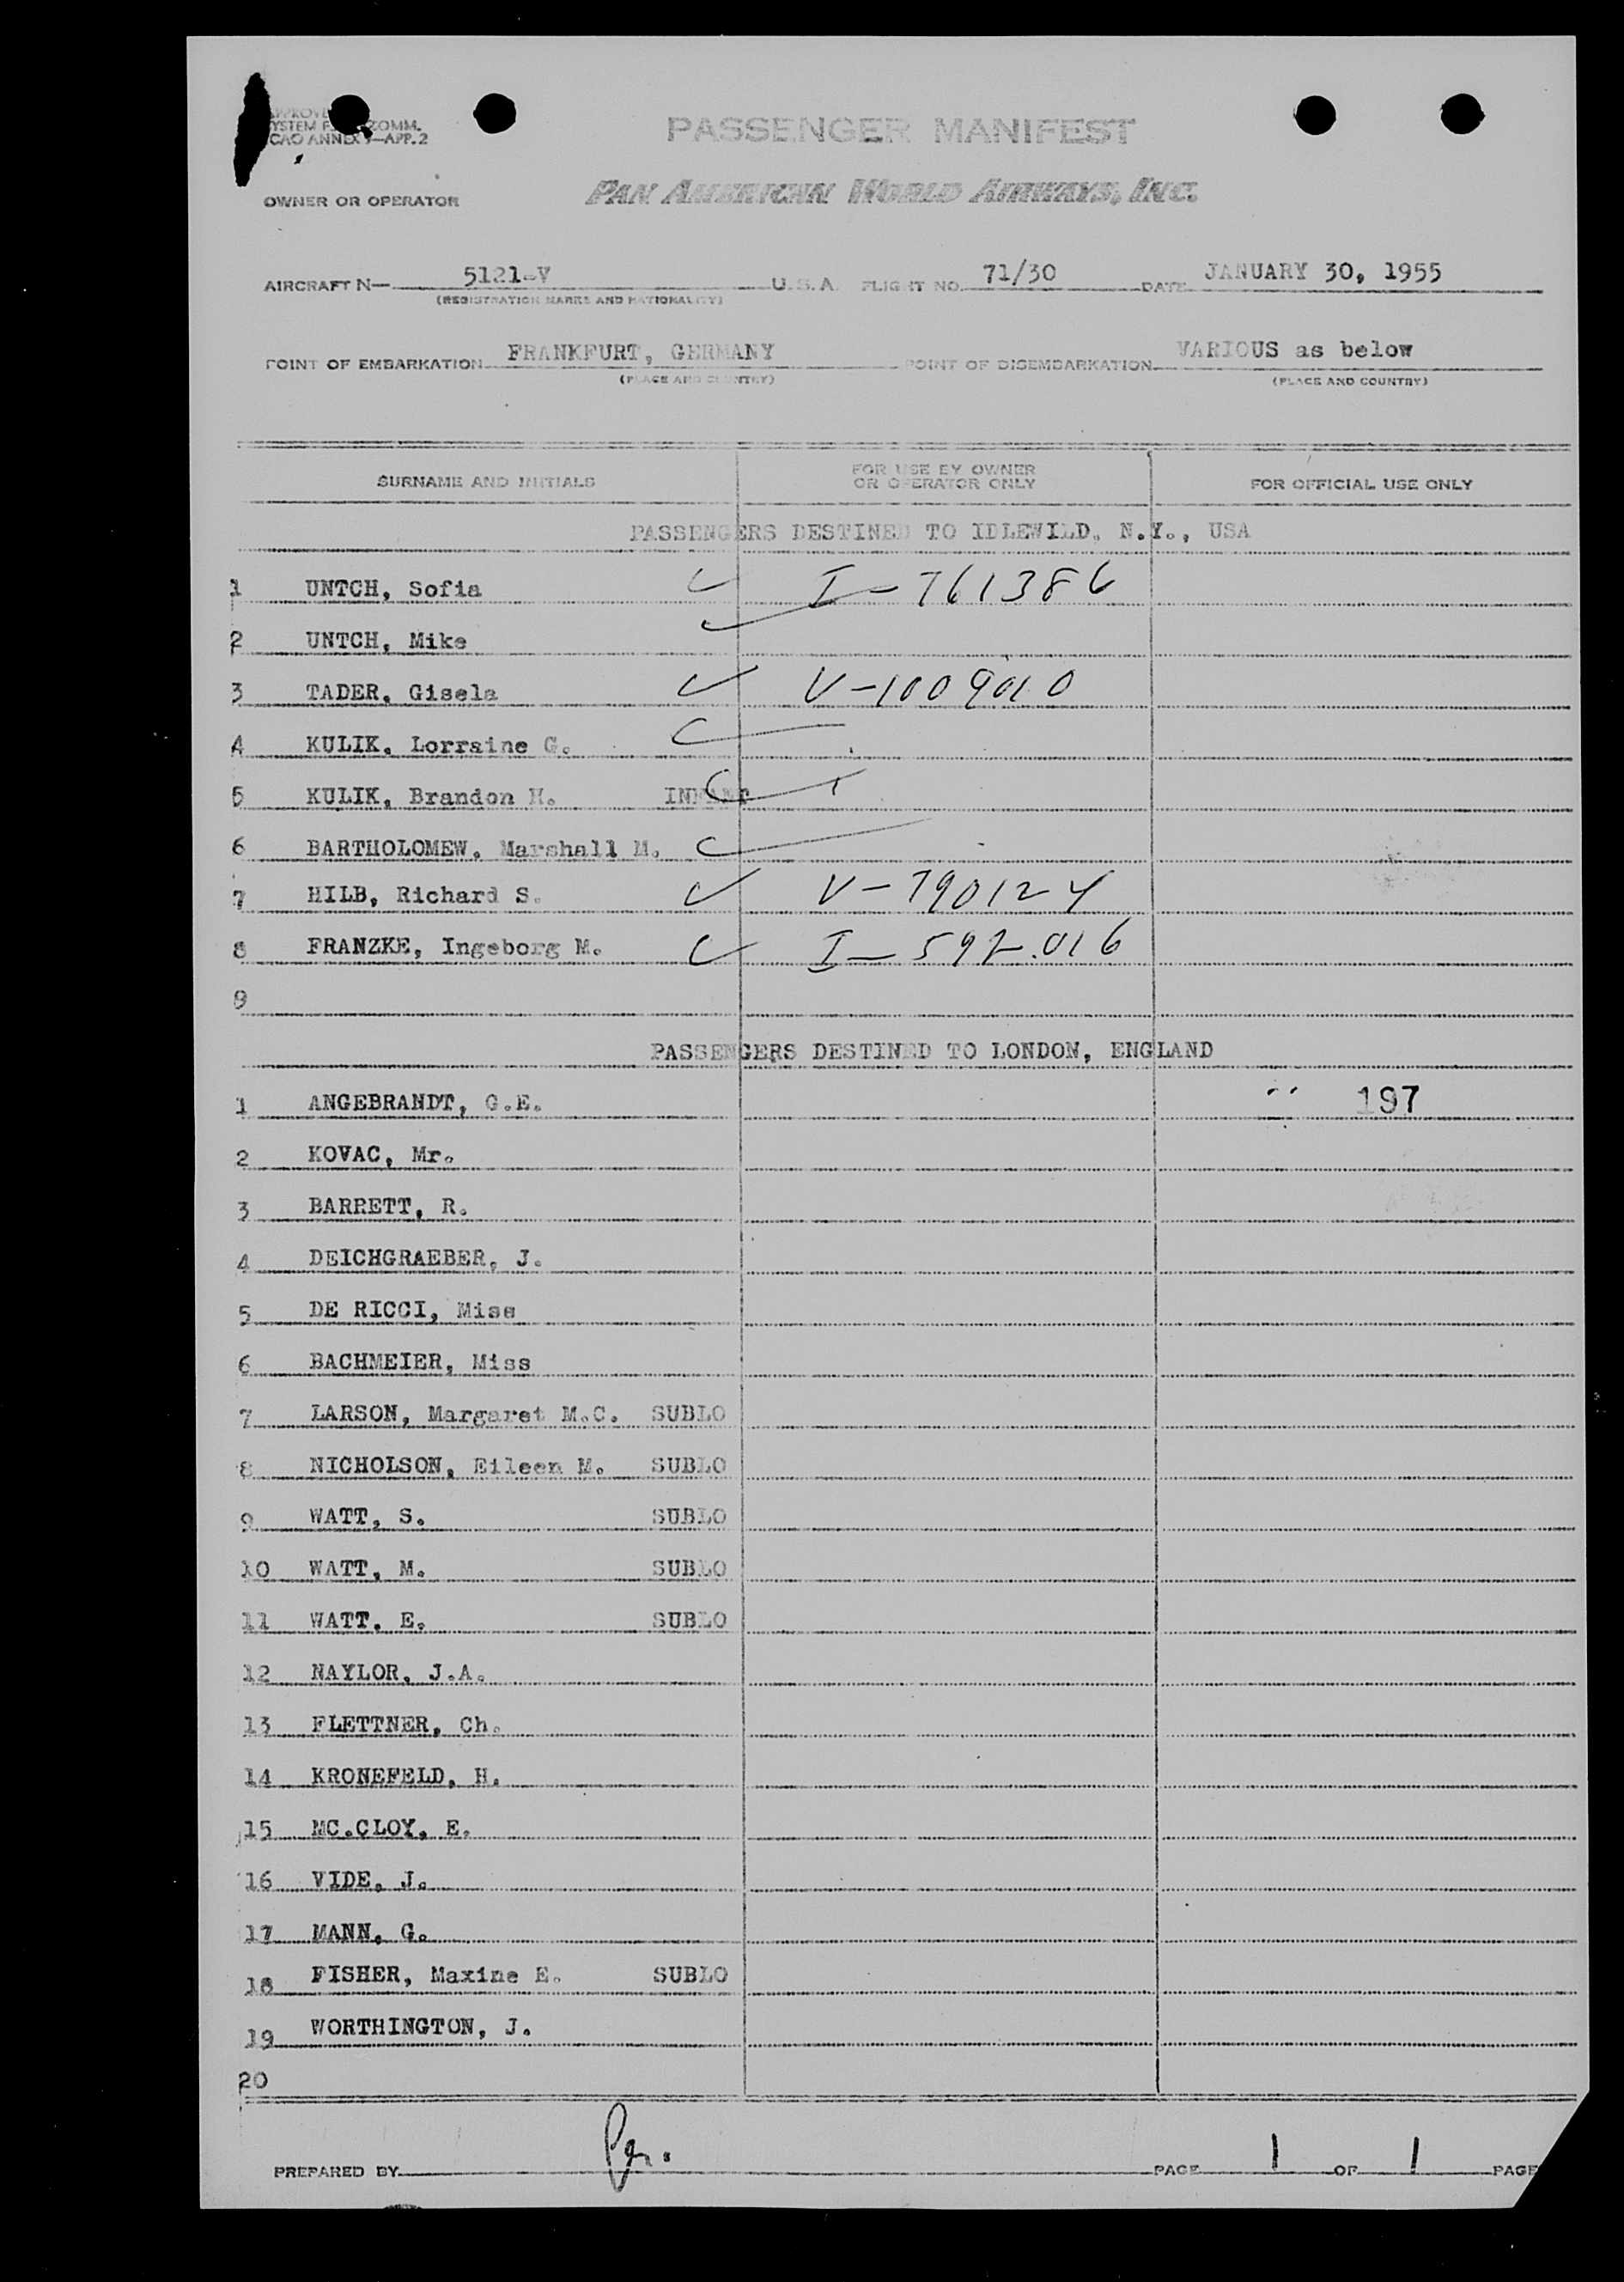 APPROVED
SYSTEM F COMM.
ICAO ANNEX 9—APP. 2
PASSENGER MANIFEST
OWNER OR OPERATOR PAN AMERICAN WORLD AIRWAYS, INC.
AIRCRAFT N— 5121-V U. S. A. FLIGHT NO. 71/30 DATE JANUARY 30, 1955
(REGISTRATION MARKS AND NATIONALITY)
POINT OF EMBARKATION FRANKFURT, GERMANY POINT OF DISEMBARKATION VARIOUS as below
(PLACE AND COUNTRY) (PLACE AND COUNTRY)
SURNAME AND INITIALS FOR USE BY OWNER OR OPERATOR ONLY FOR OFFICIAL USE ONLY
PASSENGERS DESTINED TO IDLEWILD, N.Y., USA
1 UNTCH, Sofia I-761386
2 UNTCH, Mike
3 TADER, Gisela V-1009010
4 KULIK, Lorraine G.
5 KULIK, Brandon H. INFANT
6 BARTHOLOMEW, Marshall M.
7 HILB, Richard S. V-790124
8 FRANZKE, Ingeborg M. I-592.016
9
PASSENGERS DESTINED TO LONDON, ENGLAND
1 ANGEBRANDT, G.E. 197
2 KOVAC, Mr.
3 BARRETT, R.
4 DEICHGRAEBER, J.
5 DE RICCI, Miss
6 BACHMEIER, Miss
7 LARSON, Margaret M.C. SUBLO
8 NICHOLSON, Eileen M. SUBLO
9 WATT, S. SUBLO
10 WATT, M. SUBLO
11 WATT, E. SUBLO
12 NAYLOR, J.A.
13 FLETTNER, Ch.
14 KRONEFELD, H.
15 MC.CLOY, E.
16 VIDE, J.
17 MANN, G.
18 FISHER, Maxine E. SUBLO
19 WORTHINGTON, J.
20
PREPARED BY PAGE 1 OF 1 PAGE